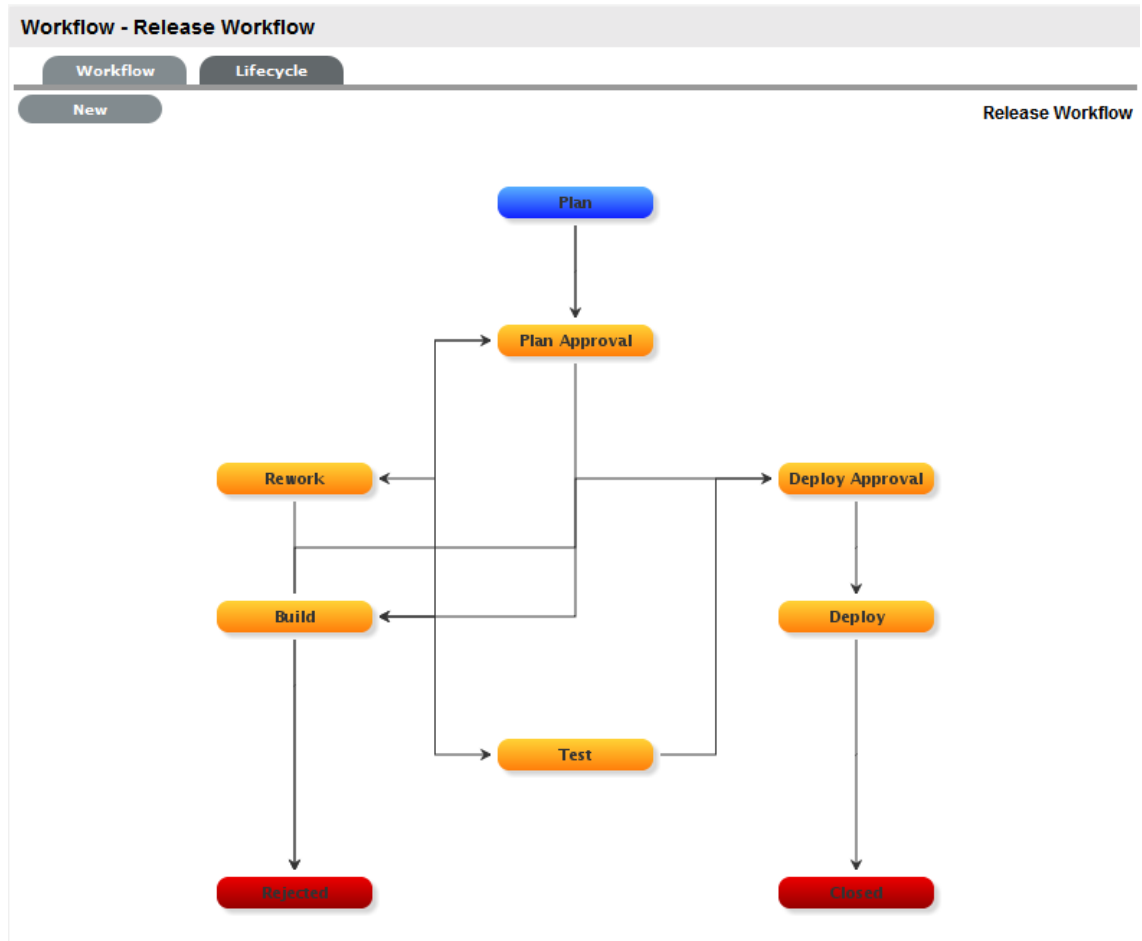 Workflow - Release Workflow
Workflow
Lifecycle
New
Release Workflow
Plan
Plan Approval
Rework
Deploy Approval
Build
Deploy
Test
Rejected
Closed